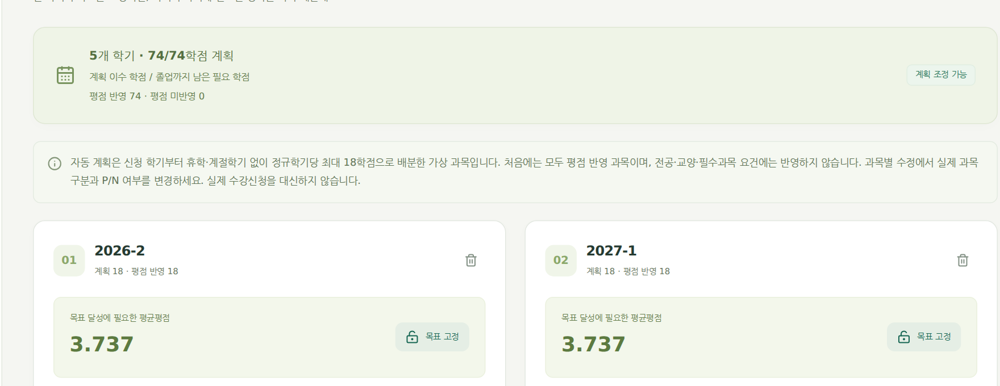 5개 학기 · 74/74학점 계획
계획 이수 학점 / 졸업까지 남은 필요 학점
평점 반영 74 · 평점 미반영 0
계획 조정 가능
자동 계획은 신청 학기부터 휴학·계절학기 없이 정규학기당 최대 18학점으로 배분한 가상 과목입니다. 처음에는 모두 평점 반영 과목이며, 전공·교양·필수과목 요건에는 반영하지 않습니다. 과목별 수정에서 실제 과목
구분과 P/N 여부를 변경하세요. 실제 수강신청을 대신하지 않습니다.
01
2026-2
계획 18 · 평점 반영 18
목표 달성에 필요한 평균평점
3.737
목표 고정
02
2027-1
계획 18 · 평점 반영 18
목표 달성에 필요한 평균평점
3.737
목표 고정